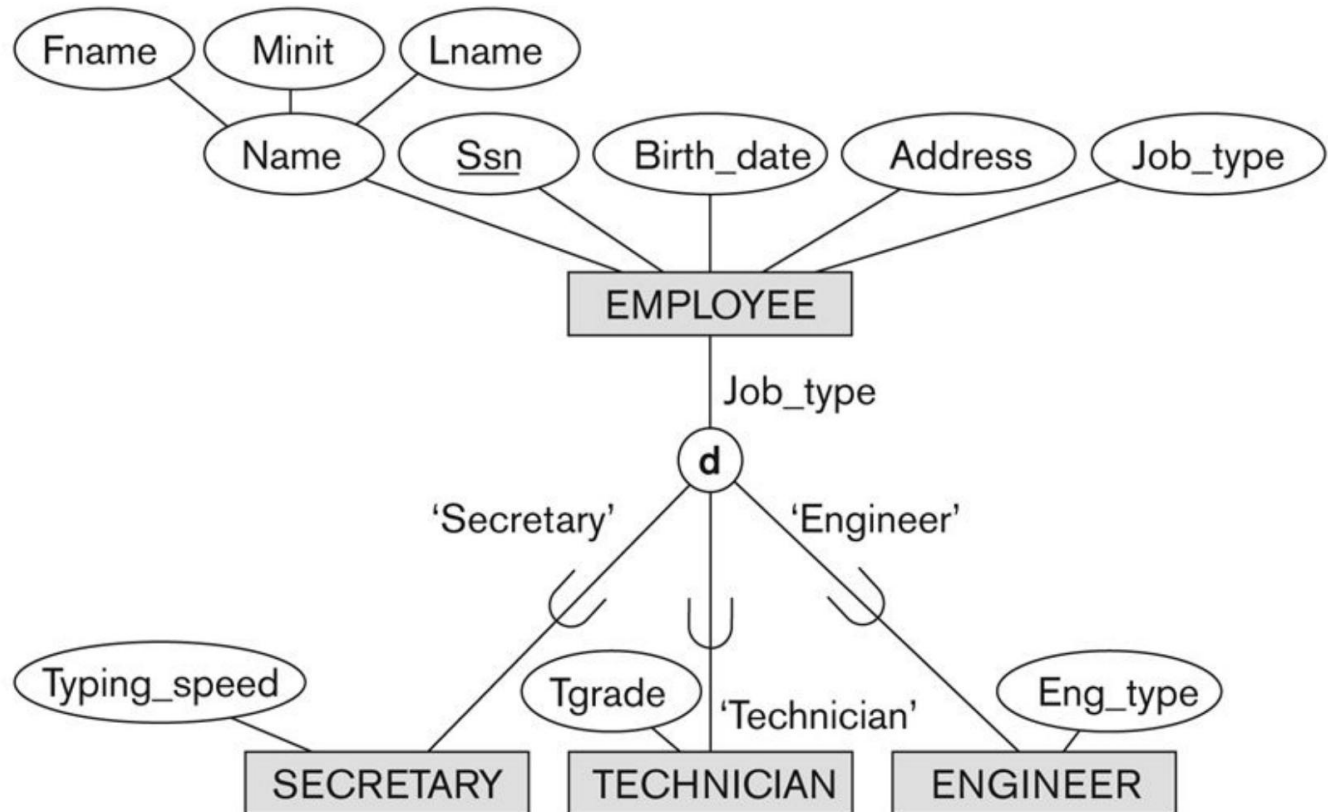 Fname Minit Lname
Name Ssn Birth_date Address Job_type
EMPLOYEE
Job_type
d
‘Secretary’ ‘Engineer’
Typing_speed Tgrade Eng_type
‘Technician’
SECRETARY TECHNICIAN ENGINEER